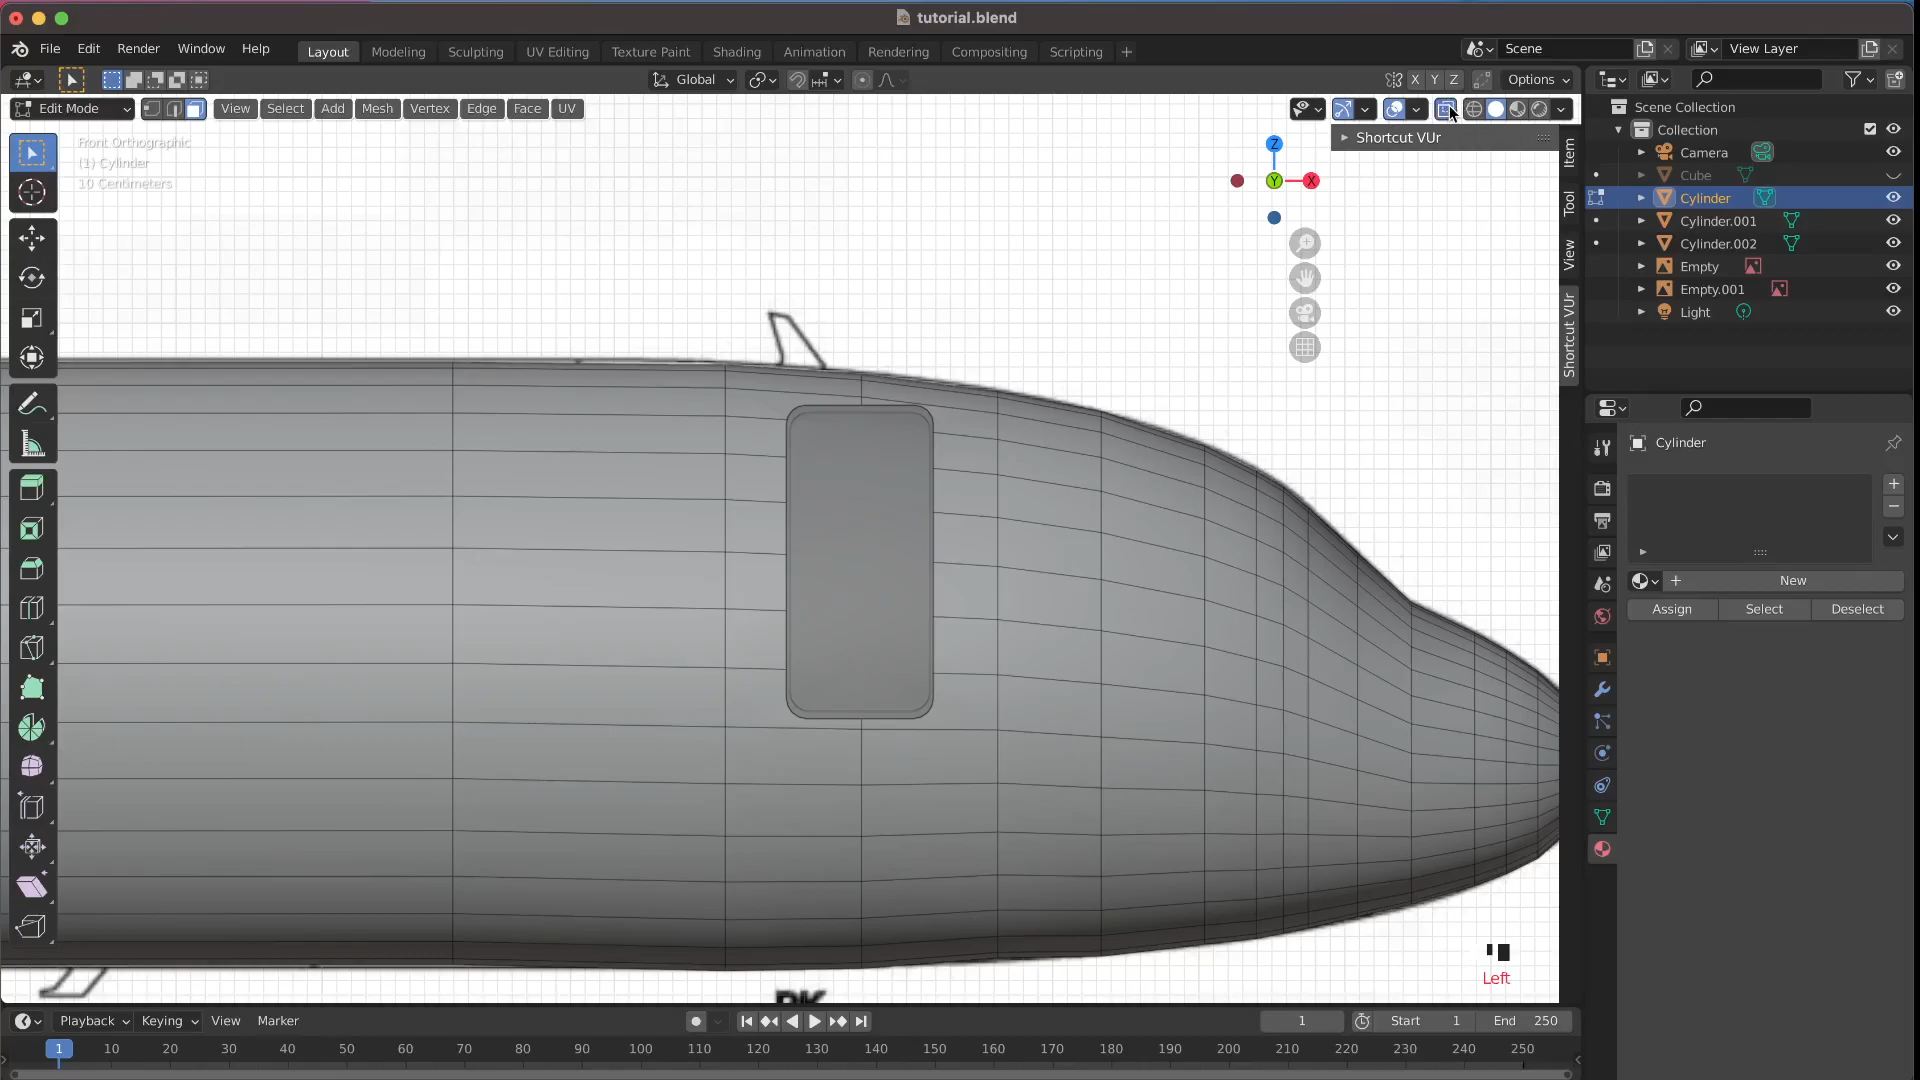 tutorial.blend
File Edit Render Window Help Layout Modeling Sculpting UV Editing Texture Paint Shading Animation Rendering Compositing Scripting + Scene View Layer
Global X Y Z Options
Edit Mode View Select Add Mesh Vertex Edge Face UV
Front Orthographic
(1) Cylinder
10 Centimeters
Shortcut VUr
Z
Y X
Item
Tool
View
Shortcut VUr
Scene Collection
Collection
Camera
Cube
Cylinder
Cylinder.001
Cylinder.002
Empty
Empty.001
Light
Cylinder
New
Assign Select Deselect
Left
Playback Keying View Marker 1 Start 1 End 250
1 10 20 30 40 50 60 70 80 90 100 110 120 130 140 150 160 170 180 190 200 210 220 230 240 250